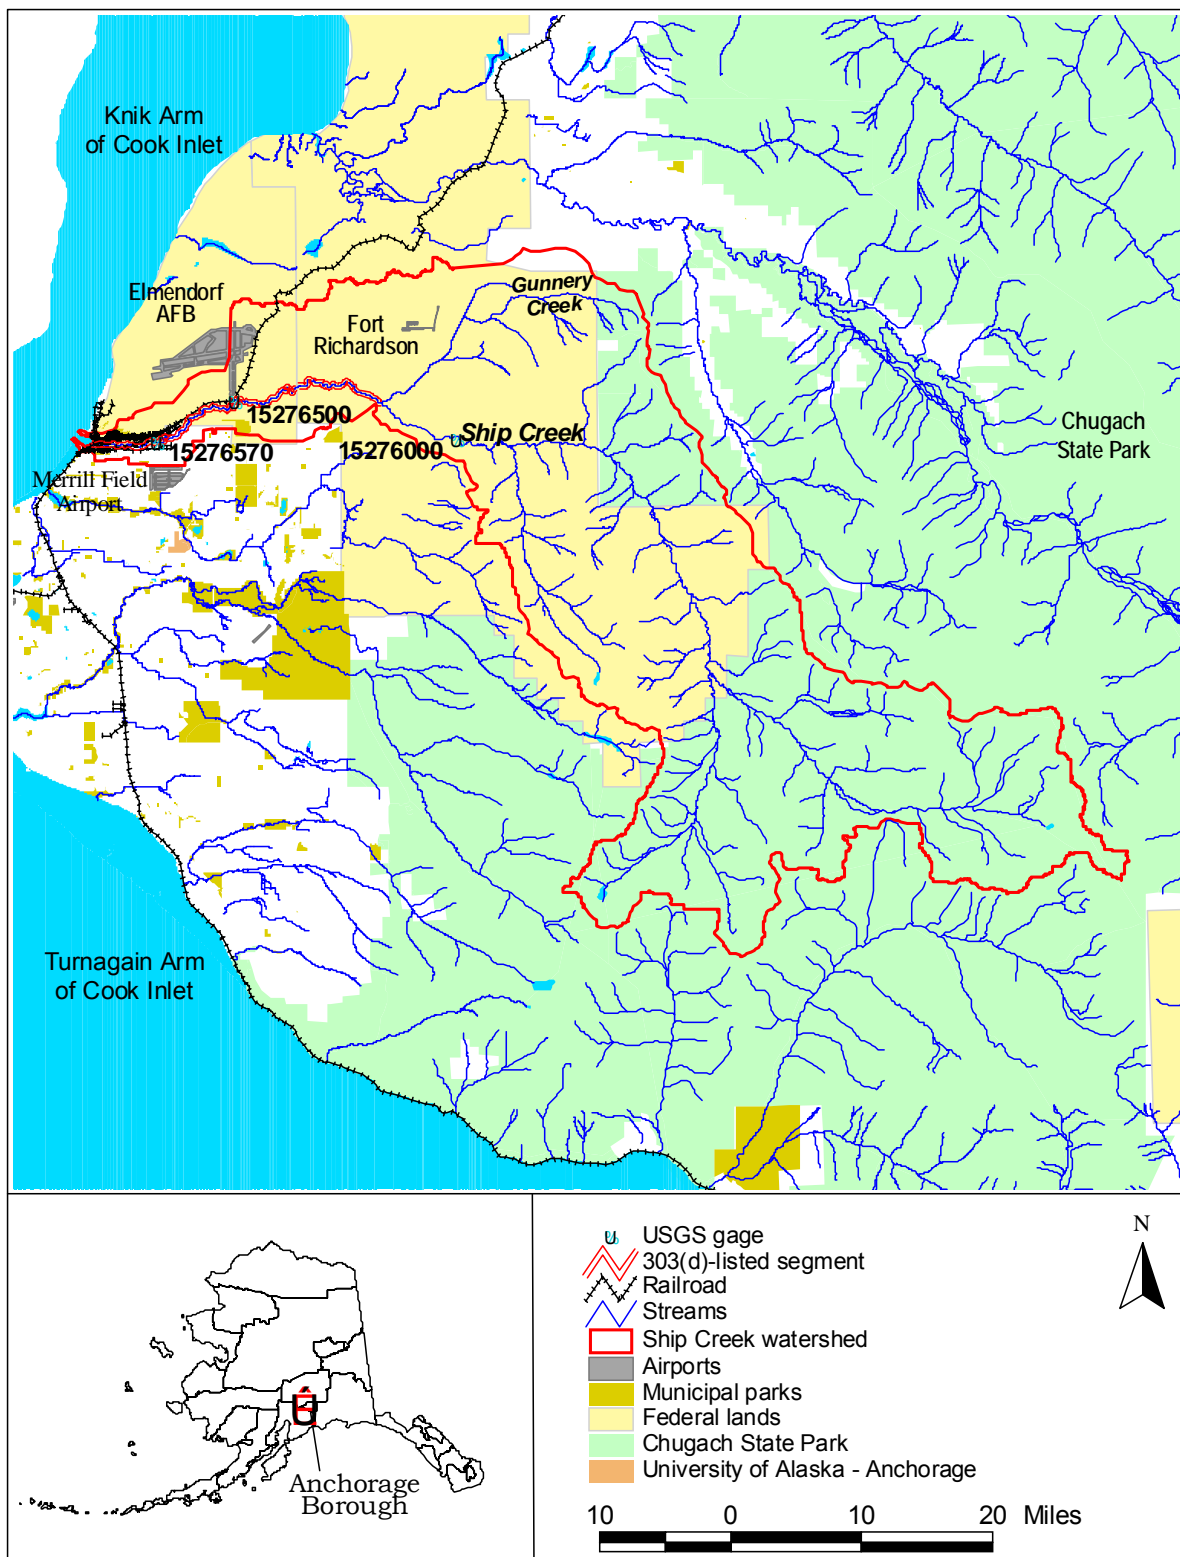 Knik Arm
of Cook Inlet
Elmendorf
AFB
Fort
Richardson
Gunnery
Creek
15276500
Ship Creek
15276570
15276000
Merrill Field
Airport
Chugach
State Park
Turnagain Arm
of Cook Inlet
Anchorage
Borough
USGS gage
303(d)-listed segment
Railroad
Streams
Ship Creek watershed
Airports
Municipal parks
Federal lands
Chugach State Park
University of Alaska - Anchorage
N
10 0 10 20 Miles